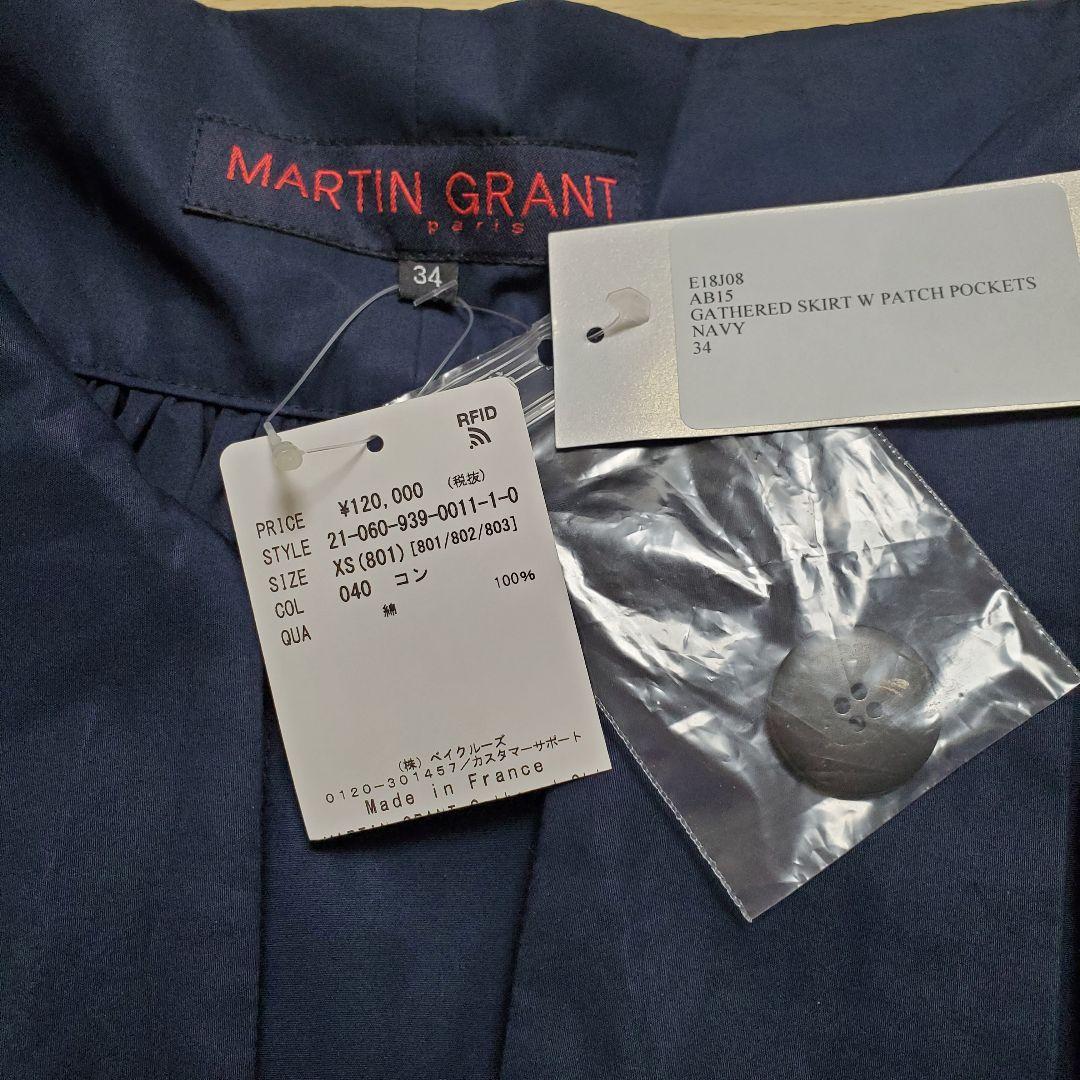 MARTIN GRANT
paris
34
E18J08
AB15
GATHERED SKIRT W PATCH POCKETS
NAVY
34
RFID
PRICE ¥120,000 (税抜)
STYLE 21-060-939-0011-1-0
SIZE XS(801) [801/802/803]
COL 040 コン
QUA 綿 100%
(株) ベイクルーズ
0120-301457/カスタマーサポート
Made in France